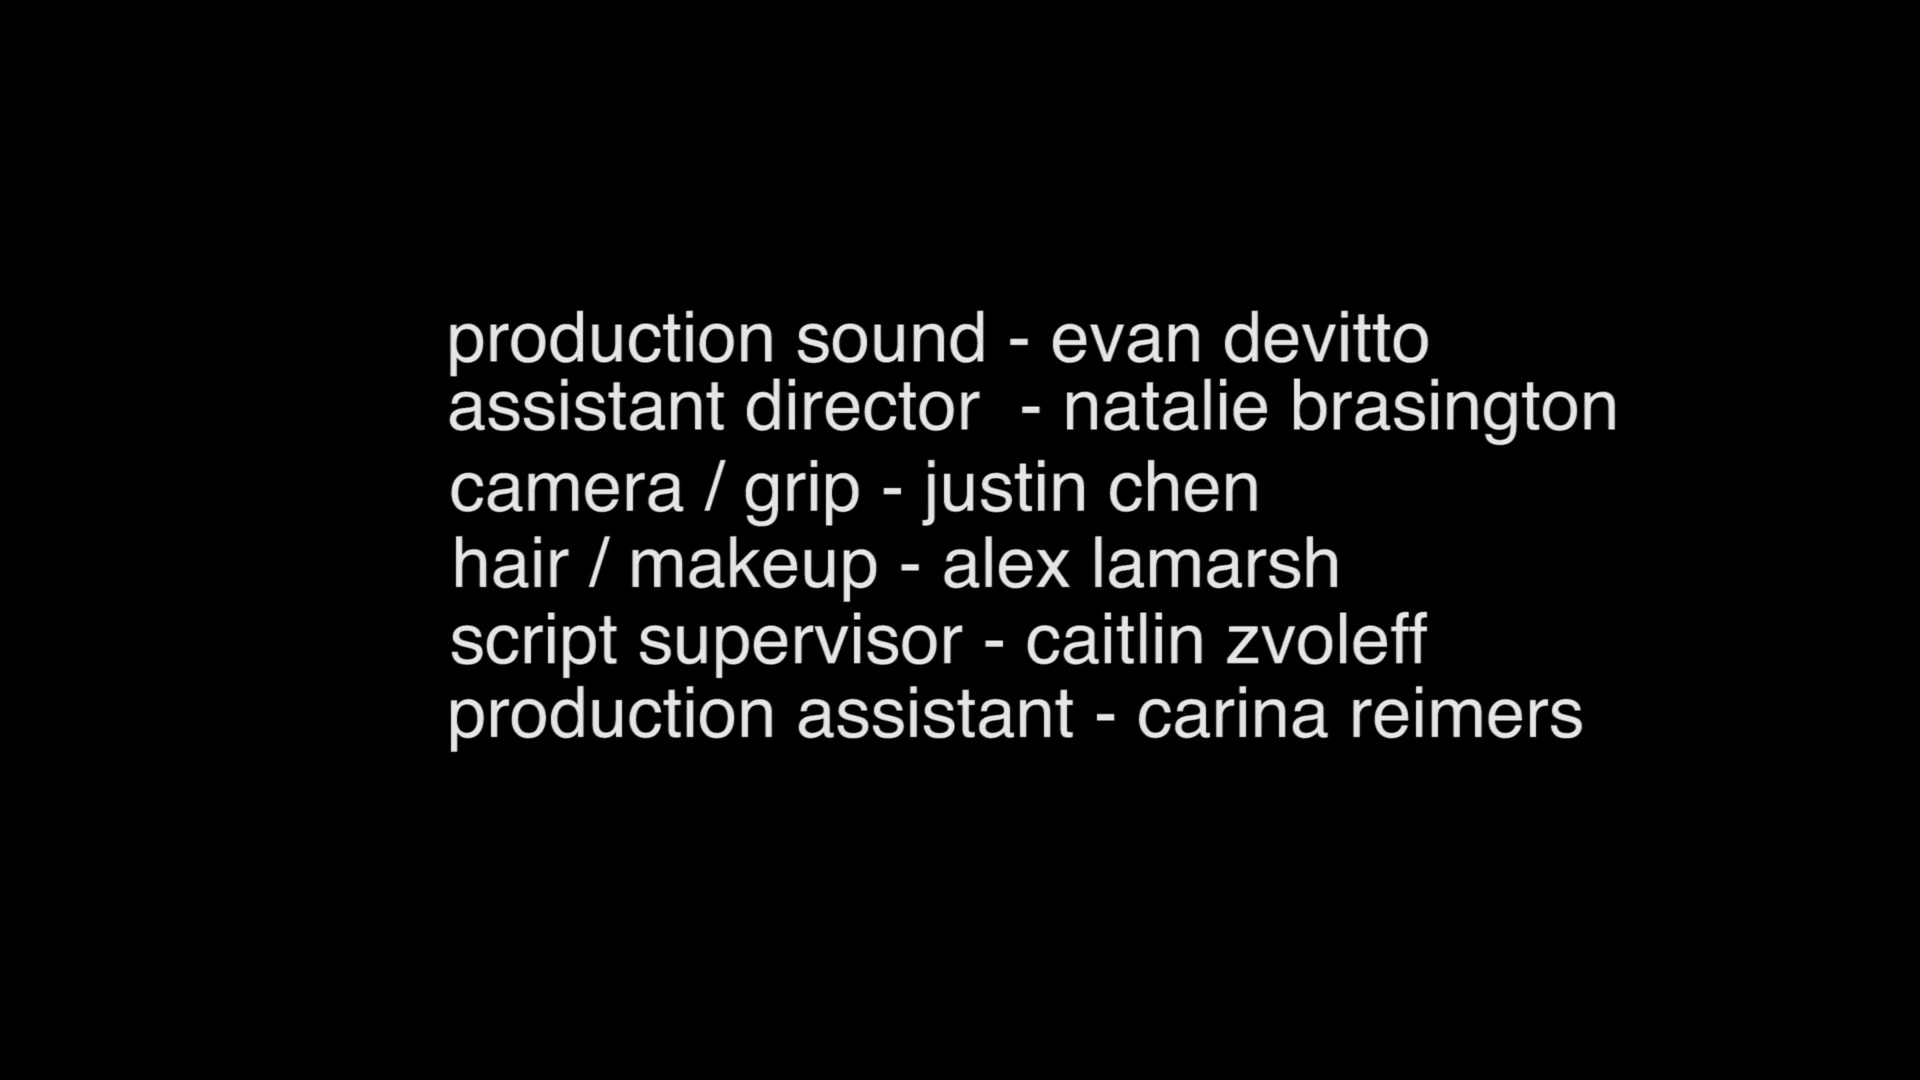 production sound - evan devitto
assistant director  - natalie brasington
camera / grip - justin chen
hair / makeup - alex lamarsh
script supervisor - caitlin zvoleff
production assistant - carina reimers